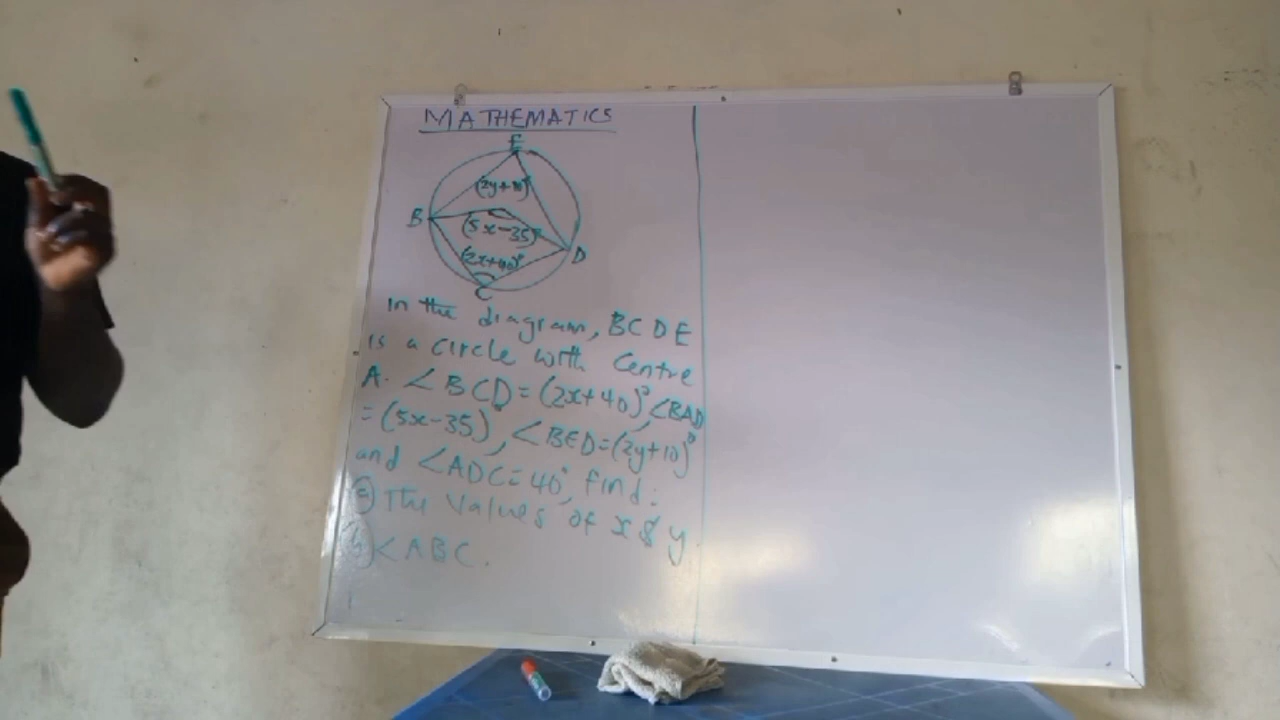 MATHEMATICS
E
(2y+10)°
B
(5x-35)°
D
(2x+40)°
C
In the diagram, BCDE
is a circle with Centre
A. ∠BCD=(2x+40)°, ∠BAD
=(5x-35)°, ∠BED=(2y+10)°
and ∠ADC=40°, find:
a) The values of x & y.
b) ∠ABC.